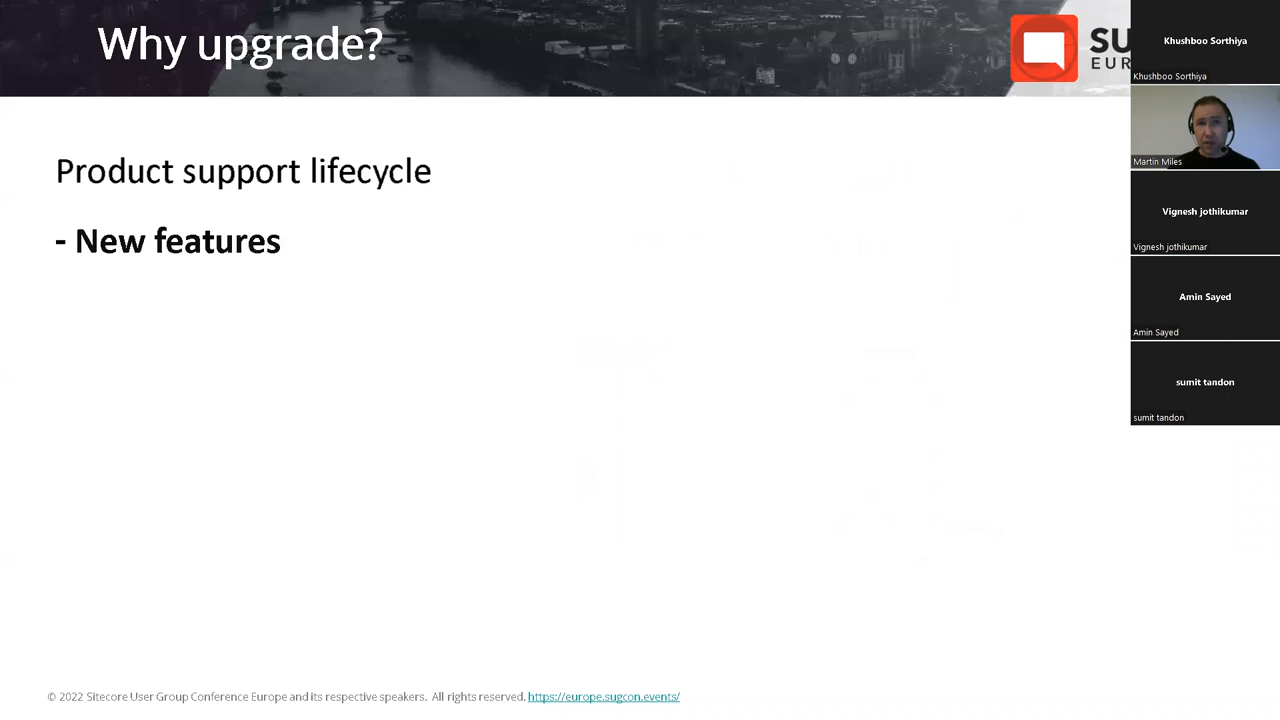 Why upgrade?
SU
EUR
Product support lifecycle
- New features
© 2022 Sitecore User Group Conference Europe and its respective speakers. All rights reserved. https://europe.sugcon.events/
Khushboo Sorthiya
Khushboo Sorthiya
Martin Miles
Vignesh jothikumar
Vignesh jothikumar
Amin Sayed
Amin Sayed
sumit tandon
sumit tandon